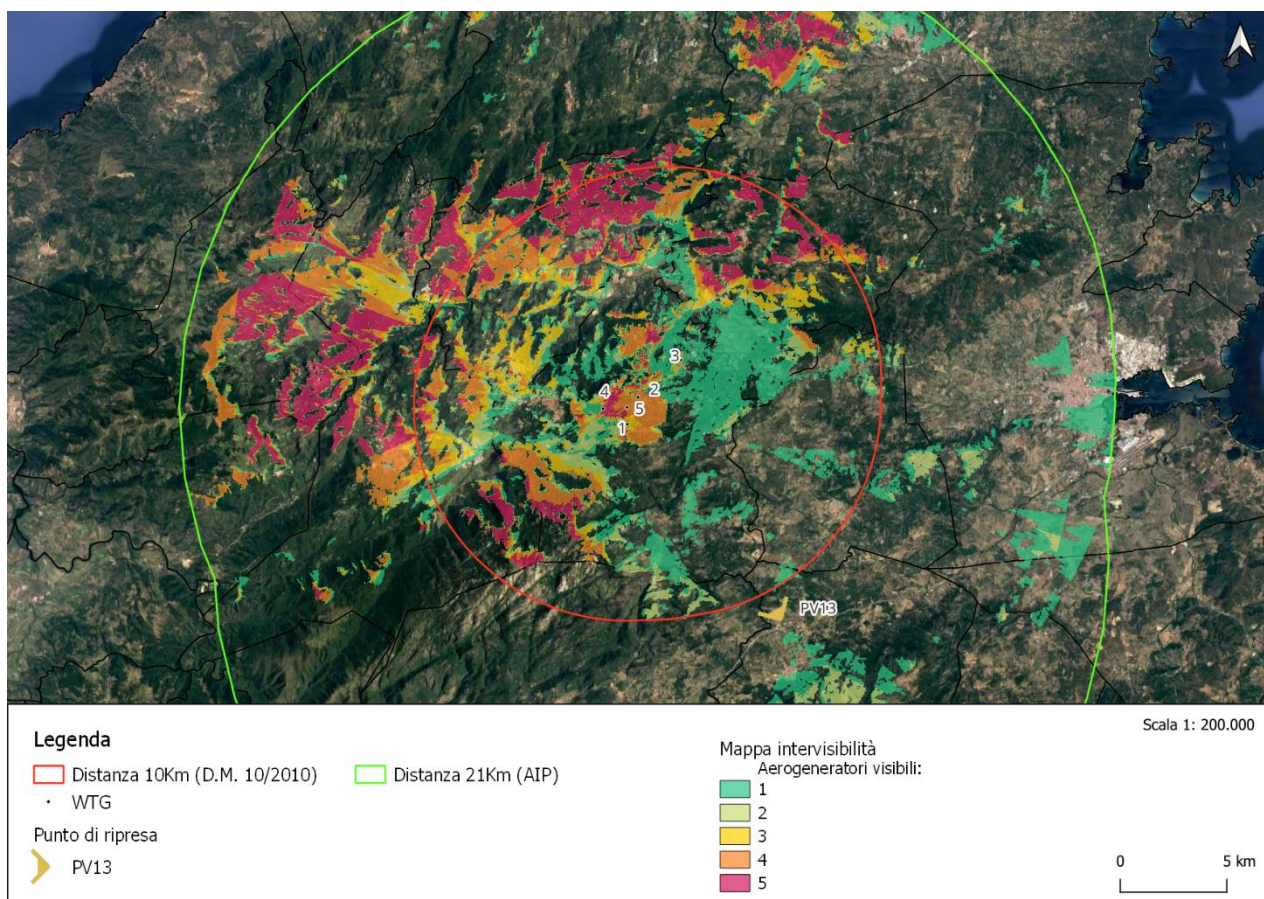 3
4
2
5
1
PV13
Scala 1: 200.000
Legenda
Distanza 10Km (D.M. 10/2010)
Distanza 21Km (AIP)
WTG
Punto di ripresa
PV13
Mappa intervisibilità
Aerogeneratori visibili:
1
2
3
4
5
0 5 km